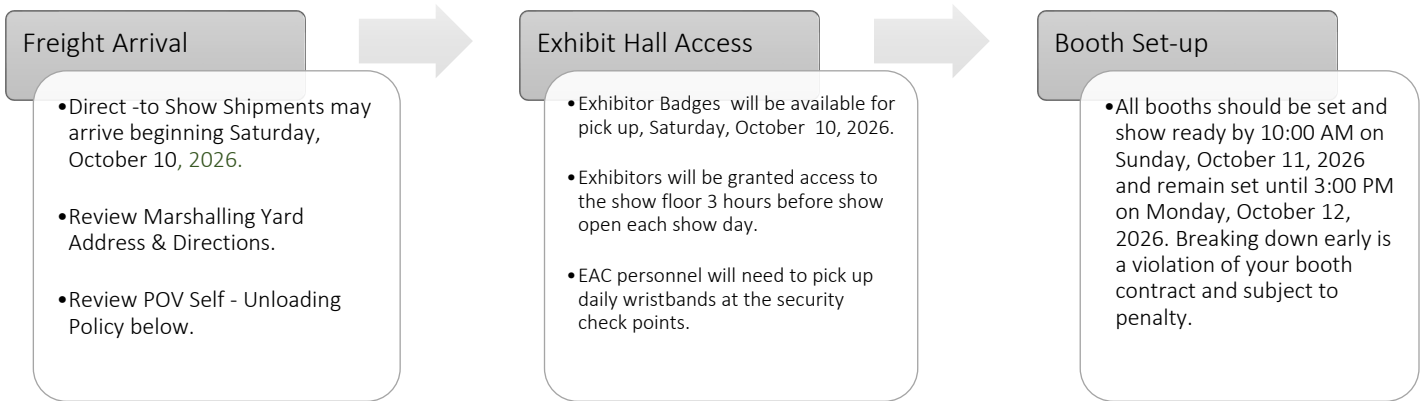 Freight Arrival
•Direct -to Show Shipments may
arrive beginning Saturday,
October 10, 2026.
•Review Marshalling Yard
Address & Directions.
•Review POV Self - Unloading
Policy below.
Exhibit Hall Access
•Exhibitor Badges  will be available for
pick up, Saturday, October  10, 2026.
•Exhibitors will be granted access to
the show floor 3 hours before show
open each show day.
•EAC personnel will need to pick up
daily wristbands at the security
check points.
Booth Set-up
•All booths should be set and
show ready by 10:00 AM on
Sunday, October 11, 2026
and remain set until 3:00 PM
on Monday, October 12,
2026. Breaking down early is
a violation of your booth
contract and subject to
penalty.